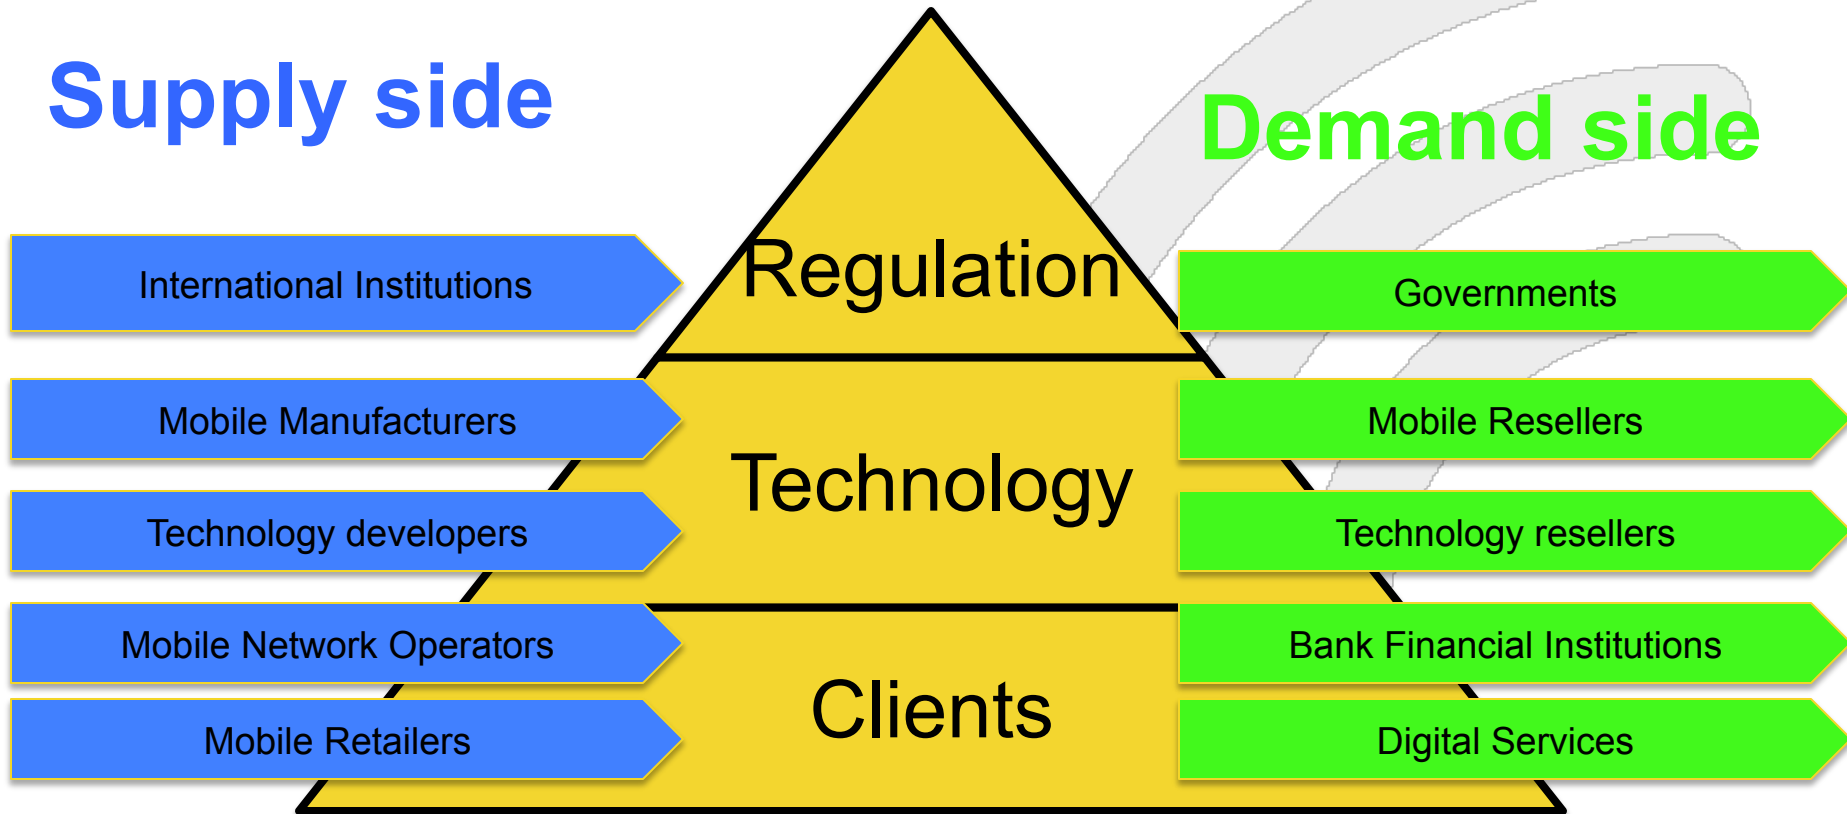 Supply side
Demand side
Regulation
International Institutions
Governments
Mobile Manufacturers
Mobile Resellers
Technology
Technology developers
Technology resellers
Mobile Network Operators
Bank Financial Institutions
Clients
Mobile Retailers
Digital Services